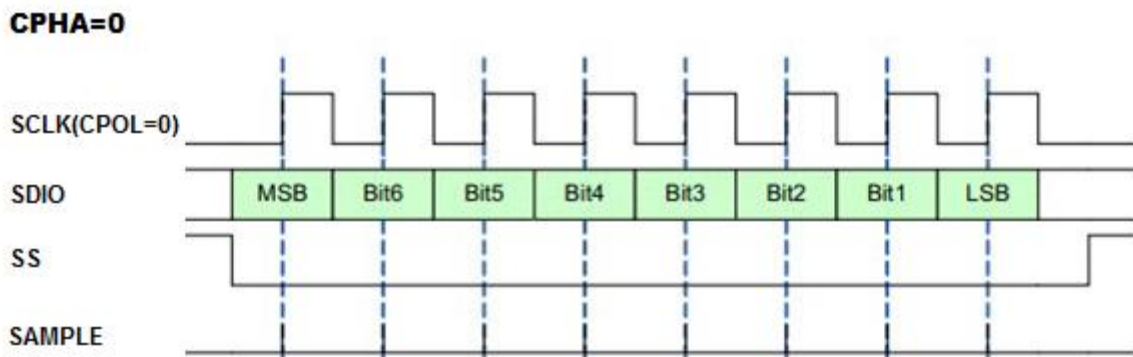 CPHA=0
SCLK(CPOL=0)
SDIO MSB Bit6 Bit5 Bit4 Bit3 Bit2 Bit1 LSB
SS
SAMPLE